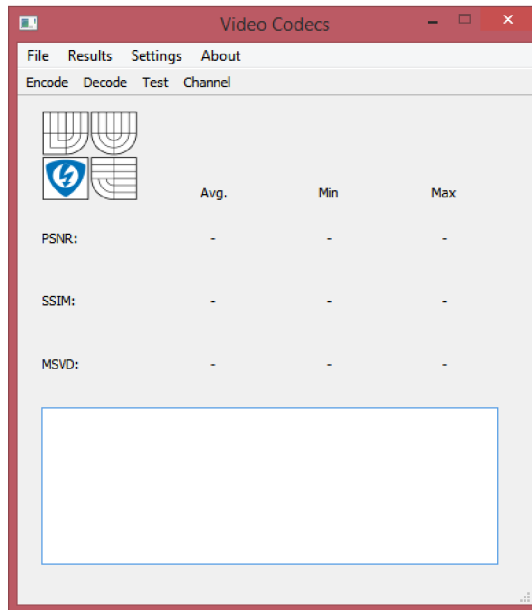 Video Codecs
File Results Settings About
Encode Decode Test Channel
Avg. Min Max
PSNR: - - -
SSIM: - - -
MSVD: - - -